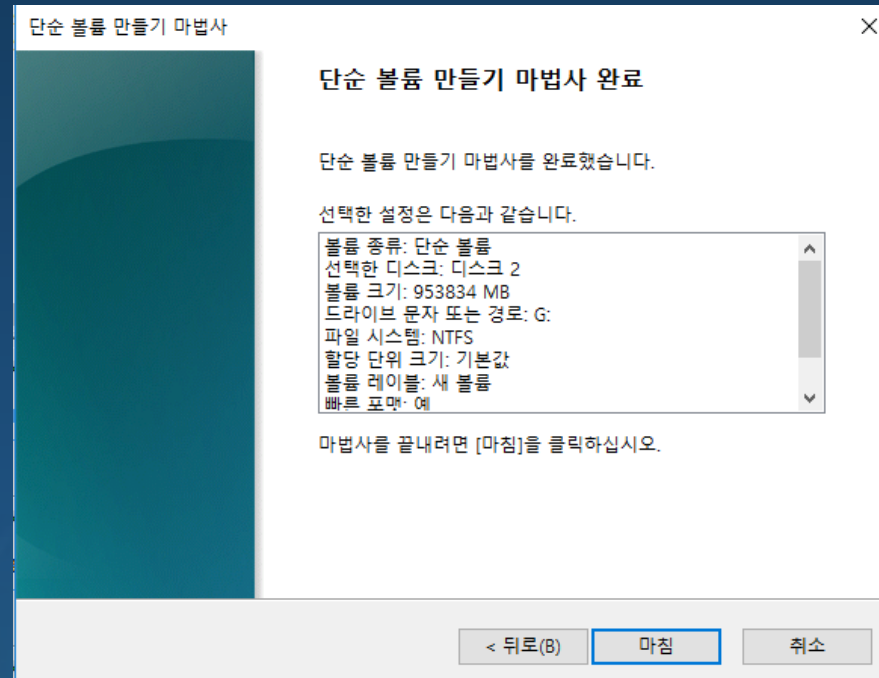 단순 볼륨 만들기 마법사
단순 볼륨 만들기 마법사 완료
단순 볼륨 만들기 마법사를 완료했습니다.
선택한 설정은 다음과 같습니다.
볼륨 종류: 단순 볼륨
선택한 디스크: 디스크 2
볼륨 크기: 953834 MB
드라이브 문자 또는 경로: G:
파일 시스템: NTFS
할당 단위 크기: 기본값
볼륨 레이블: 새 볼륨
빠른 포맷: 예
마법사를 끝내려면 [마침]을 클릭하십시오.
< 뒤로(B) 마침 취소